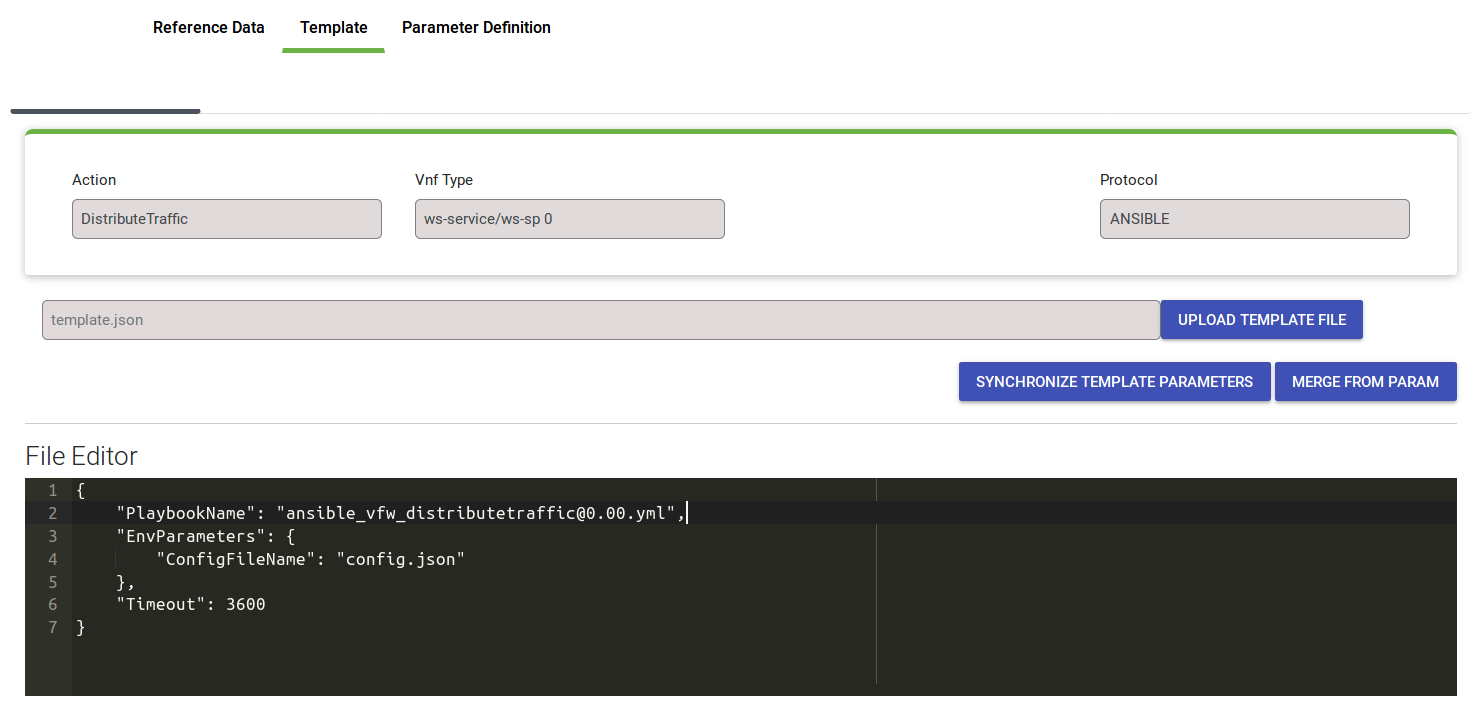 Reference Data Template Parameter Definition
Action Vnf Type Protocol
DistributeTraffic ws-service/ws-sp 0 ANSIBLE
template.json UPLOAD TEMPLATE FILE
SYNCHRONIZE TEMPLATE PARAMETERS MERGE FROM PARAM
File Editor
1 {
2 "PlaybookName": "ansible_vfw_distributetraffic@0.00.yml",
3 "EnvParameters": {
4 "ConfigFileName": "config.json"
5 },
6 "Timeout": 3600
7 }